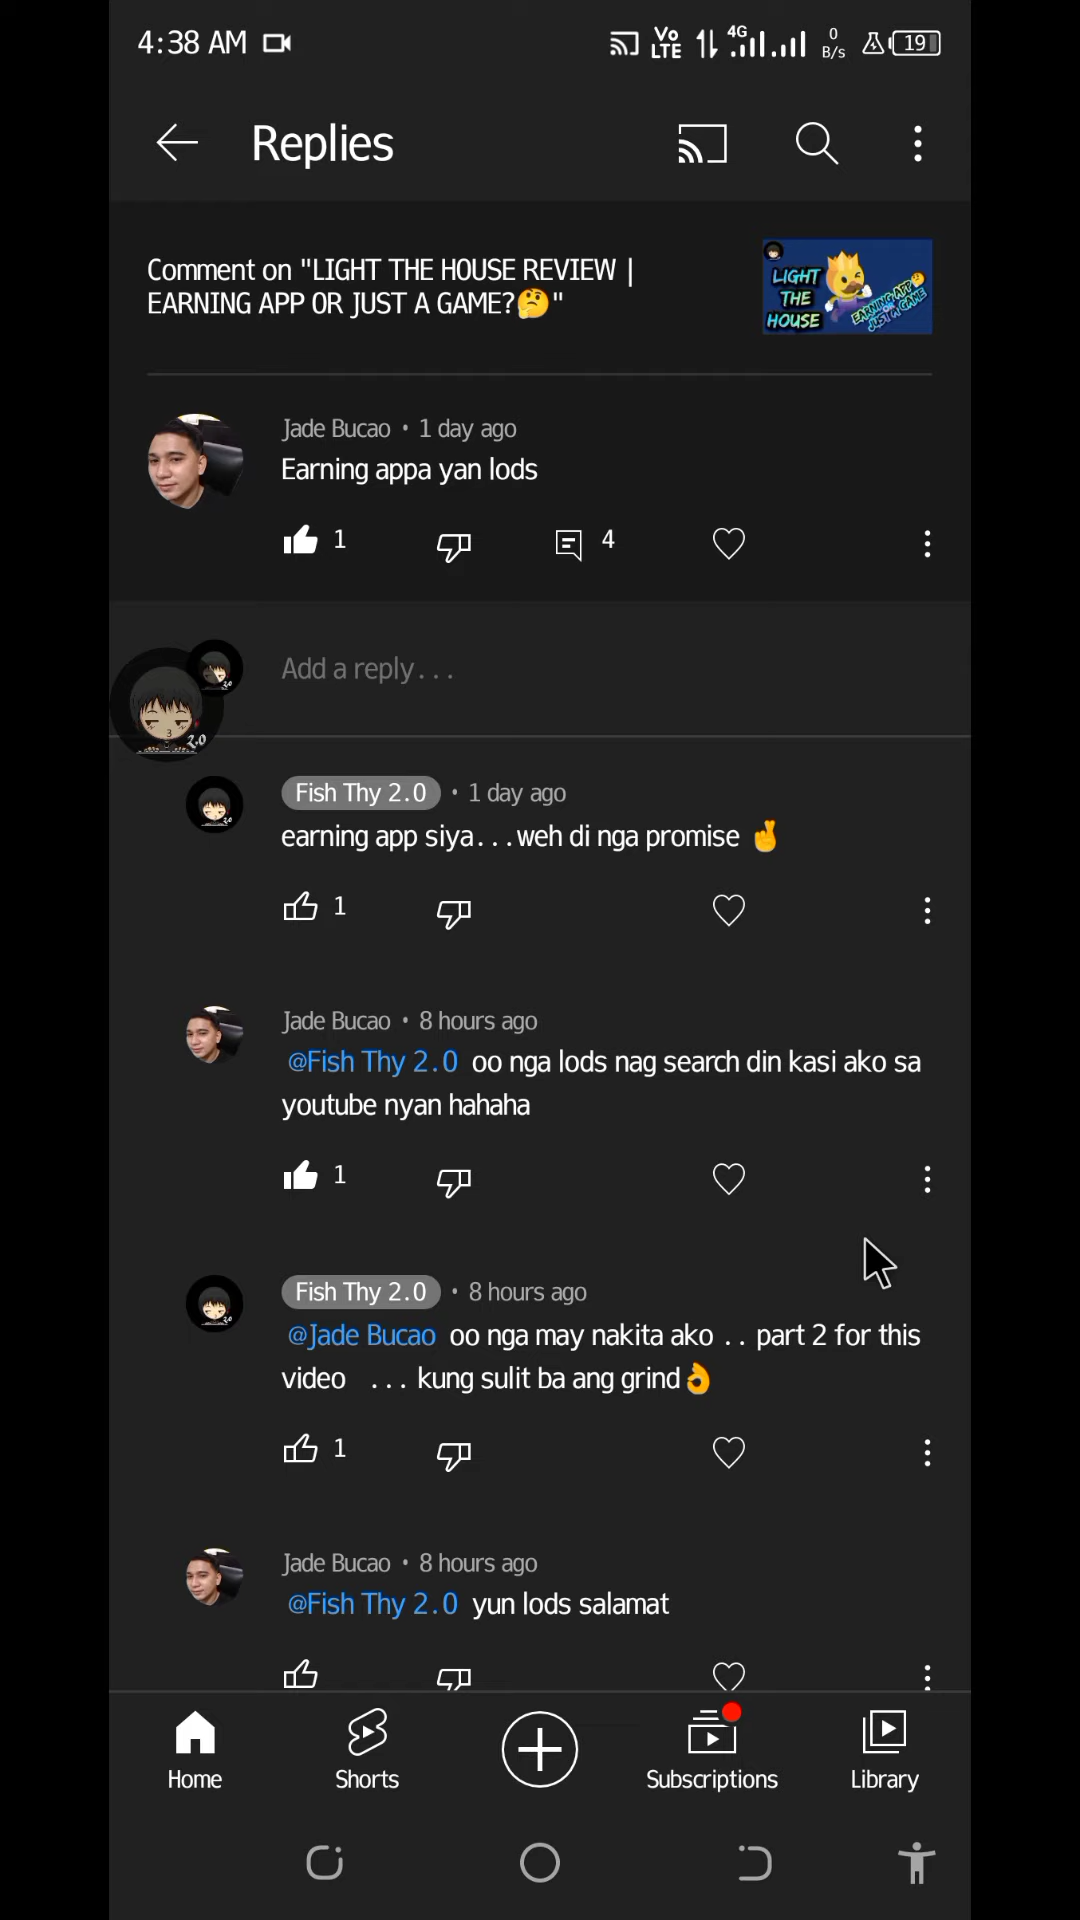 4:38 AM
Vo
LTE
4G
0
B/s
19
Replies
Comment on "LIGHT THE HOUSE REVIEW |
EARNING APP OR JUST A GAME?🤔"
LIGHT
THE
HOUSE
EARNING APP🤔
OR
JUST A GAME
Jade Bucao · 1 day ago
Earning appa yan lods
1
4
Add a reply...
Fish Thy 2.0 · 1 day ago
earning app siya...weh di nga promise 🤞
1
Jade Bucao · 8 hours ago
@Fish Thy 2.0 oo nga lods nag search din kasi ako sa
youtube nyan hahaha
1
Fish Thy 2.0 · 8 hours ago
@Jade Bucao oo nga may nakita ako .. part 2 for this
video ... kung sulit ba ang grind👌
1
Jade Bucao · 8 hours ago
@Fish Thy 2.0 yun lods salamat
Home
Shorts
Subscriptions
Library